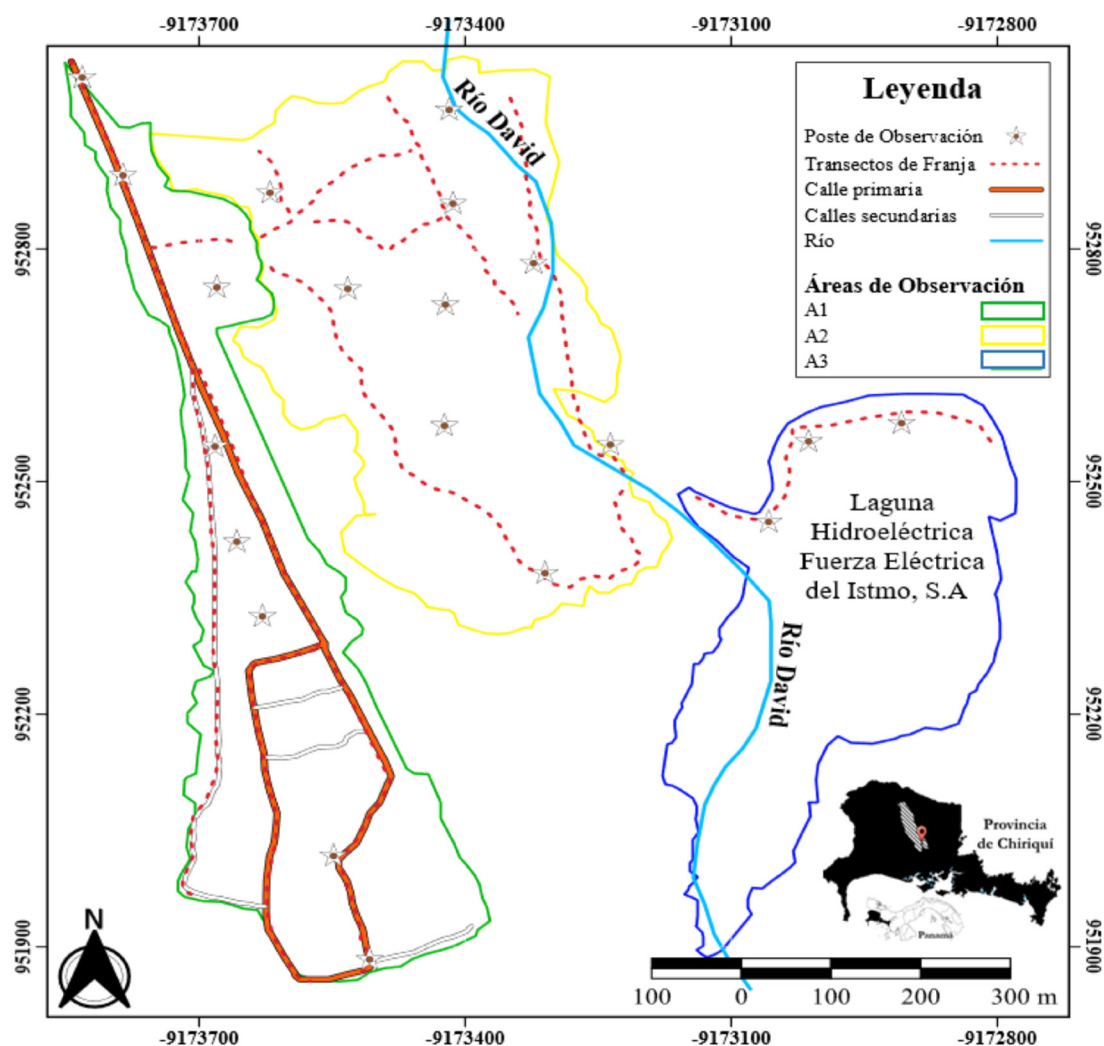 -9173700
-9173400
-9173100
-9172800
952800
952500
952200
951900
952800
952500
952200
951900
Río David
Leyenda
Poste de Observación
Transectos de Franja
Calle primaria
Calles secundarias
Río
Áreas de Observación
A1
A2
A3
Laguna
Hidroeléctrica
Fuerza Eléctrica
del Istmo, S.A
Río David
Provincia
de Chiriquí
Panamá
N
100
0
100
200
300 m
-9173700
-9173400
-9173100
-9172800